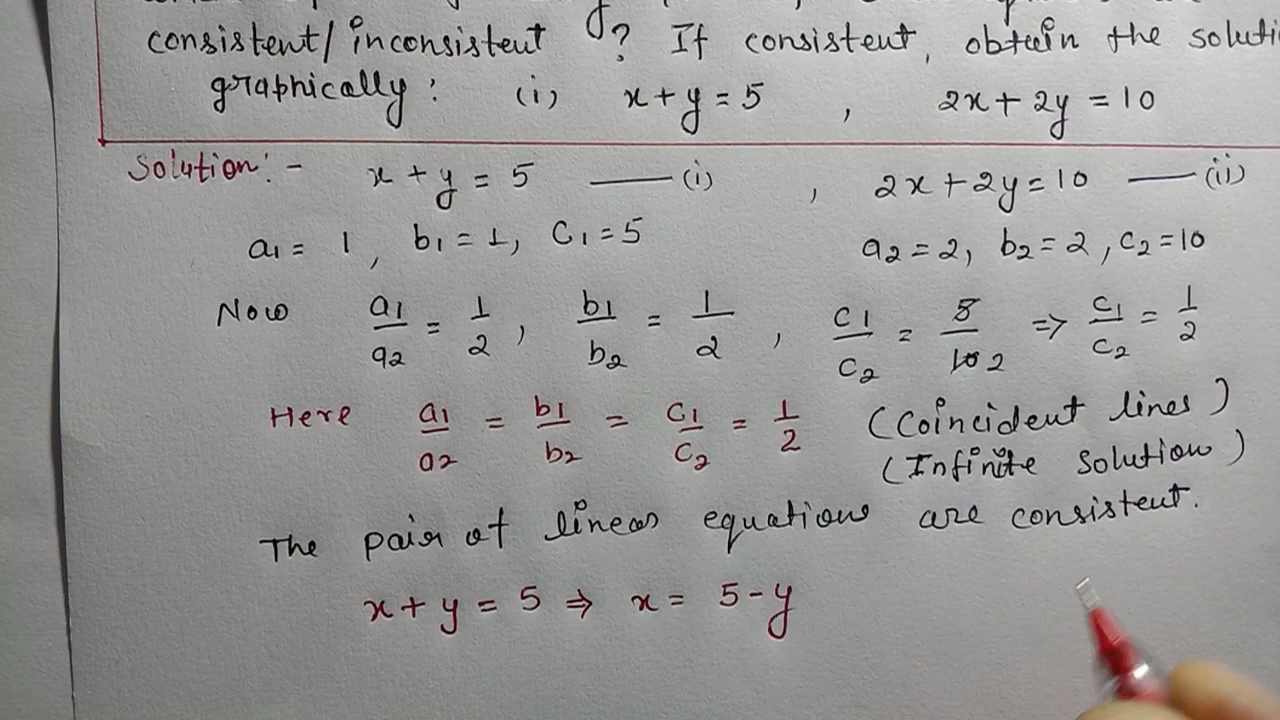 consistent/inconsistent? If consistent, obtain the soluti
graphically: (i) x+y=5 , 2x+2y=10
Solution:- x+y=5 ——(i) , 2x+2y=10 ——(ii)
a1= 1, b1=1, C1=5 a2=2, b2=2, c2=10
Now a1/a2 = 1/2, b1/b2 = 1/2, C1/C2 = 5/10 2 => C1/C2 = 1/2
Here a1/a2 = b1/b2 = C1/C2 = 1/2 (Coincident lines)
(Infinite solution)
The pair of linear equations are consistent.
x+y=5 ⇒ x= 5-y